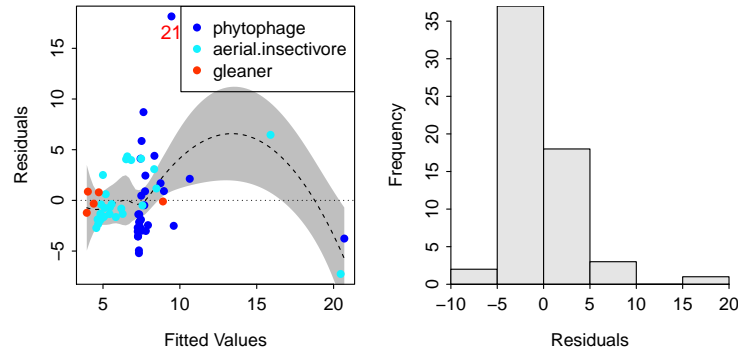 21
phytophage
aerial.insectivore
gleaner
Residuals
−5 0 5 10 15
5 10 15 20
Fitted Values
Frequency
0 5 10 15 20 25 30 35
−10 −5 0 5 10 15 20
Residuals